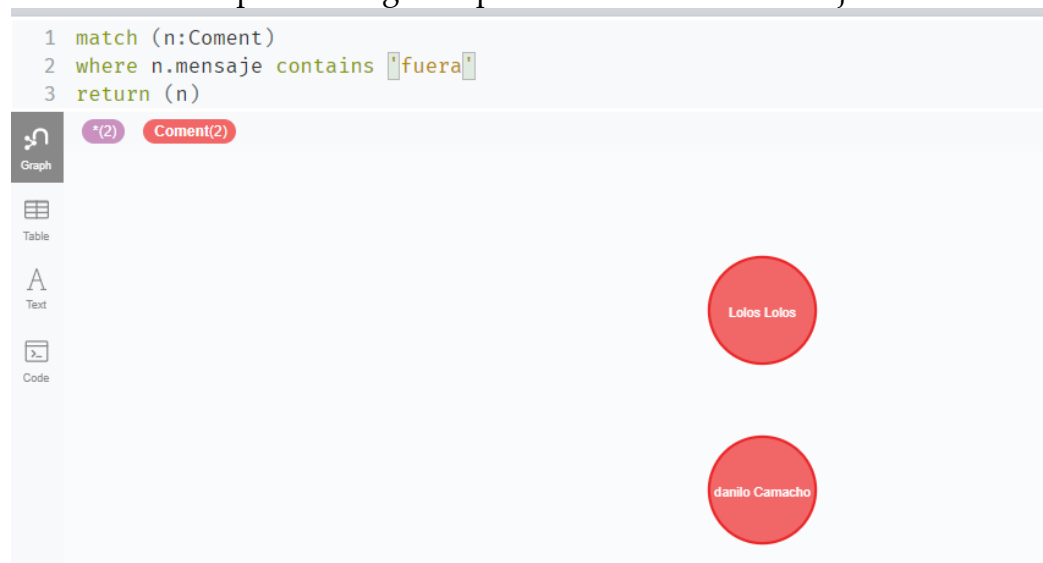 1 match (n:Coment)
2 where n.mensaje contains 'fuera'
3 return (n)
*(2) Coment(2)
Graph
Table
A
Text
Code
Lolos Lolos
danilo Camacho